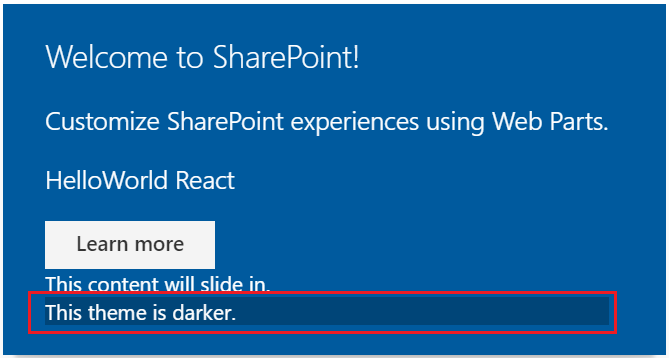 Welcome to SharePoint!
Customize SharePoint experiences using Web Parts.
HelloWorld React
Learn more
This content will slide in.
This theme is darker.